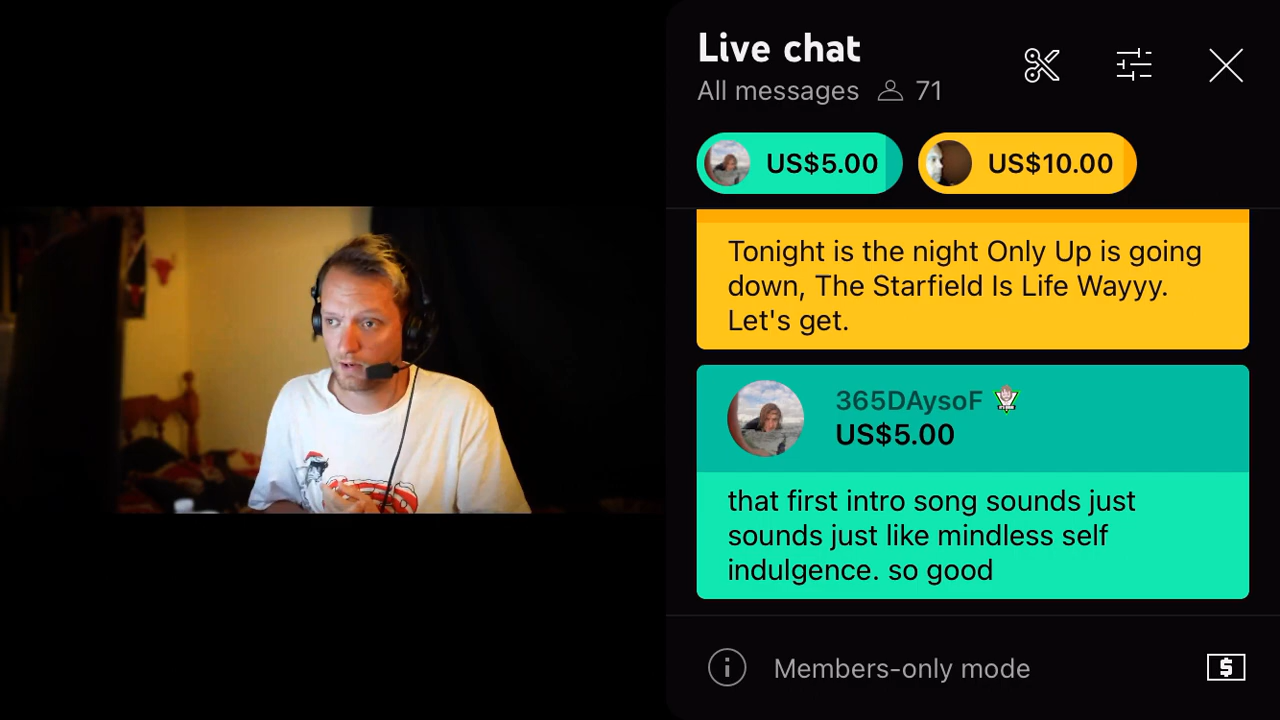 Live chat
All messages 71
US$5.00 US$10.00
Tonight is the night Only Up is going
down, The Starfield Is Life Wayyy.
Let's get.
365DAysoF
US$5.00
that first intro song sounds just
sounds just like mindless self
indulgence. so good
Members-only mode
$